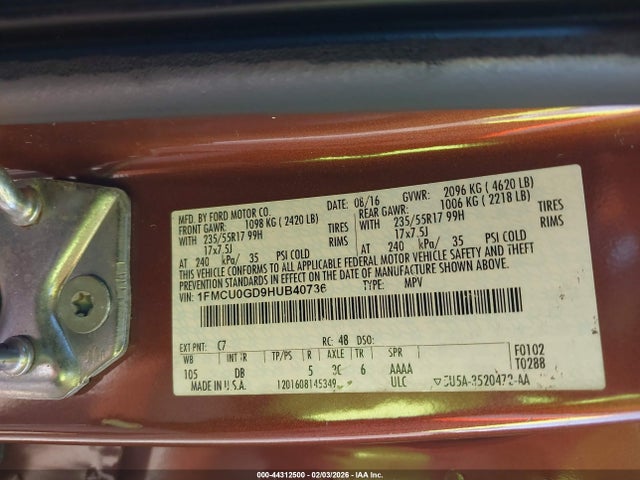 MFD. BY FORD MOTOR CO.
DATE: 08/16 GVWR: 2096 KG ( 4620 LB)
FRONT GAWR: 1098 KG ( 2420 LB) REAR GAWR: 1006 KG ( 2218 LB)
WITH 235/55R17 99H TIRES WITH 235/55R17 99H TIRES
17x7.5J RIMS 17x7.5J RIMS
AT 240 kPa/ 35 PSI COLD AT 240 kPa/ 35 PSI COLD
THIS VEHICLE CONFORMS TO ALL APPLICABLE FEDERAL MOTOR VEHICLE SAFETY AND THEFT
PREVENTION STANDARDS IN EFFECT ON THE DATE OF MANUFACTURE SHOWN ABOVE.
VIN: 1FMCU0GD9HUB40736 TYPE: MPV
EXT PNT: C7 RC: 48 DSO:
WB INT TR TP/PS R AXLE TR SPR F0102
105 DB 5 3C 6 AAAA T0288
MADE IN U.S.A. 1201608145349 ULC 5U5A-3520472-AA
000-44312500 - 02/03/2026 - IAA Inc.